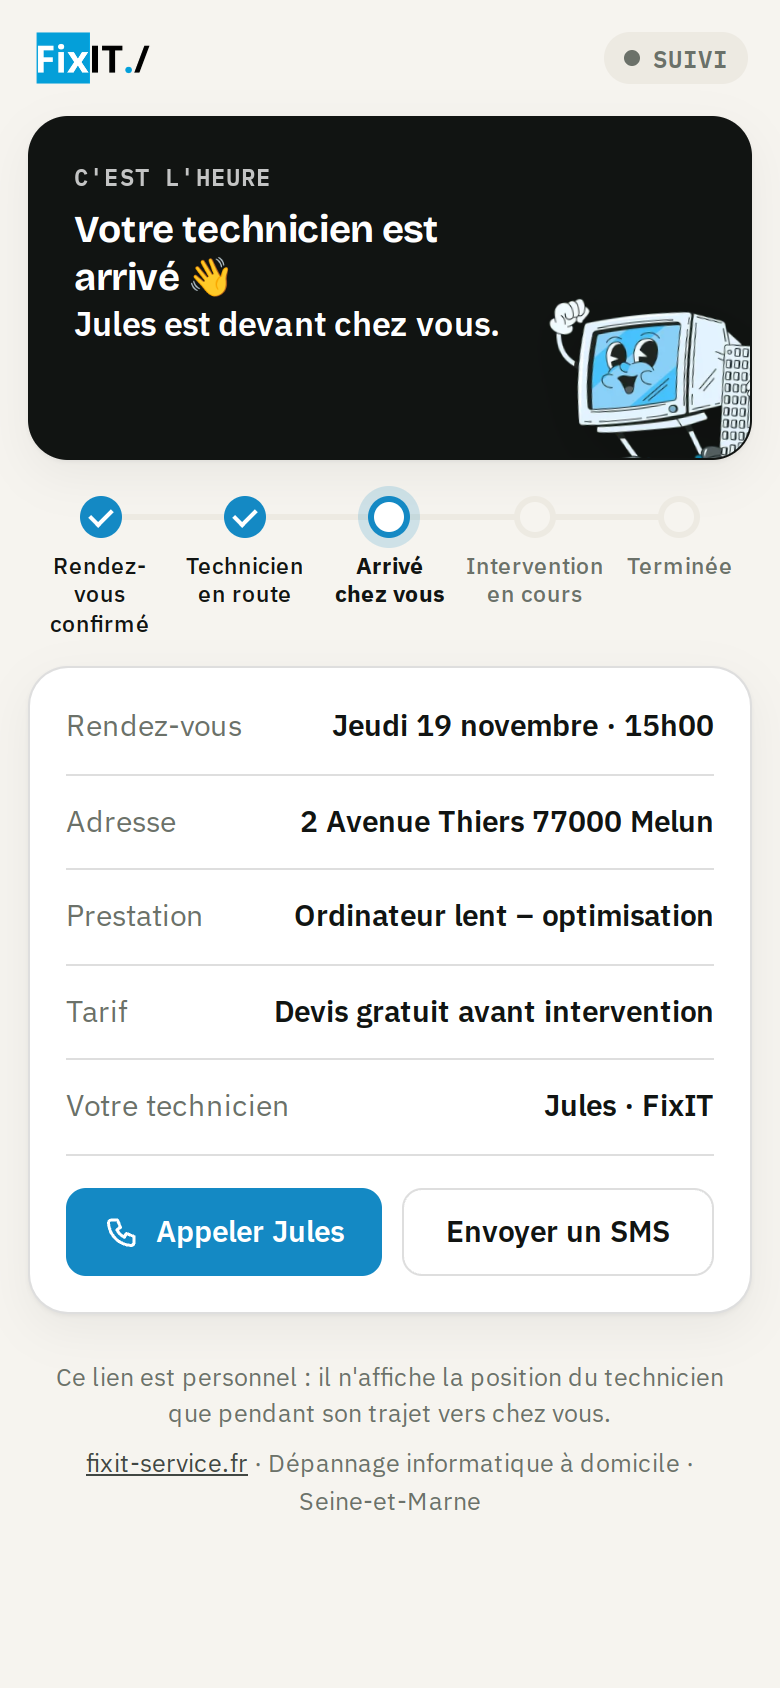 FixIT./
SUIVI
C'EST L'HEURE
Votre technicien est
arrivé 👋
Jules est devant chez vous.
Rendez-
vous
confirmé
Technicien
en route
Arrivé
chez vous
Intervention
en cours
Terminée
Rendez-vous Jeudi 19 novembre · 15h00
Adresse 2 Avenue Thiers 77000 Melun
Prestation Ordinateur lent – optimisation
Tarif Devis gratuit avant intervention
Votre technicien Jules · FixIT
Appeler Jules Envoyer un SMS
Ce lien est personnel : il n'affiche la position du technicien
que pendant son trajet vers chez vous.
fixit-service.fr · Dépannage informatique à domicile ·
Seine-et-Marne